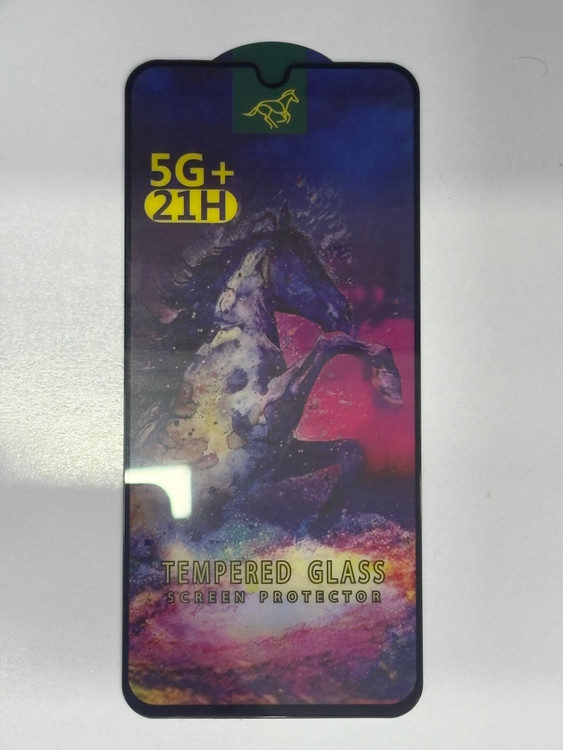 5G+
21H
TEMPERED GLASS
SCREEN PROTECTOR